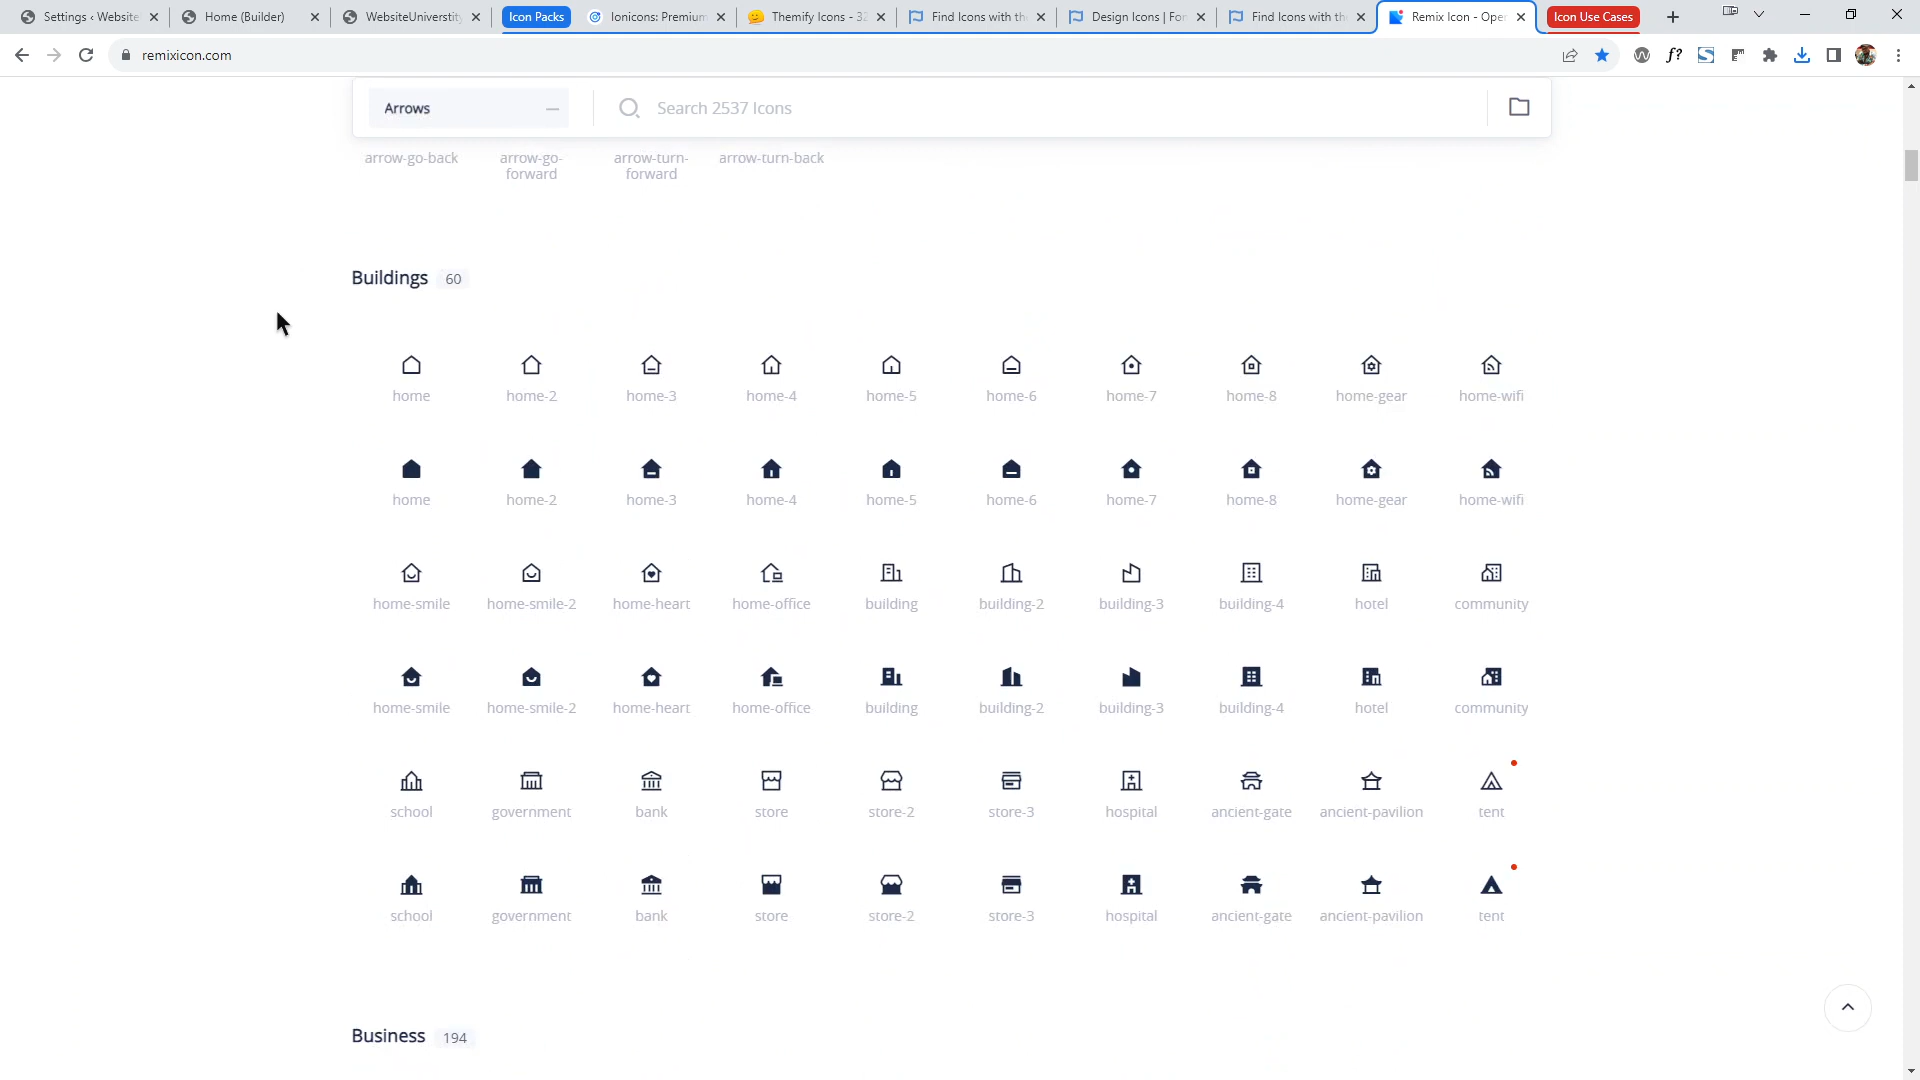 Settings ‹ Website
Home (Builder)
WebsiteUniverstity
Icon Packs
Ionicons: Premium
Themify Icons - 32
Find Icons with the
Design Icons | Fon
Find Icons with the
Remix Icon - Open
Icon Use Cases
remixicon.com
f?
Arrows
Search 2537 Icons
arrow-go-back
arrow-go-
forward
arrow-turn-
forward
arrow-turn-back
Buildings 60
home home-2 home-3 home-4 home-5 home-6 home-7 home-8 home-gear home-wifi
home home-2 home-3 home-4 home-5 home-6 home-7 home-8 home-gear home-wifi
home-smile home-smile-2 home-heart home-office building building-2 building-3 building-4 hotel community
home-smile home-smile-2 home-heart home-office building building-2 building-3 building-4 hotel community
school government bank store store-2 store-3 hospital ancient-gate ancient-pavilion tent
school government bank store store-2 store-3 hospital ancient-gate ancient-pavilion tent
Business 194